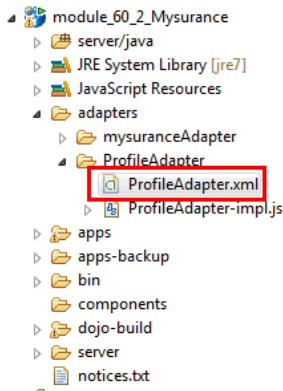 module_60_2_Mysurance
server/java
JRE System Library [jre7]
JavaScript Resources
adapters
mysuranceAdapter
ProfileAdapter
ProfileAdapter.xml
ProfileAdapter-impl.js
apps
apps-backup
bin
components
dojo-build
server
notices.txt